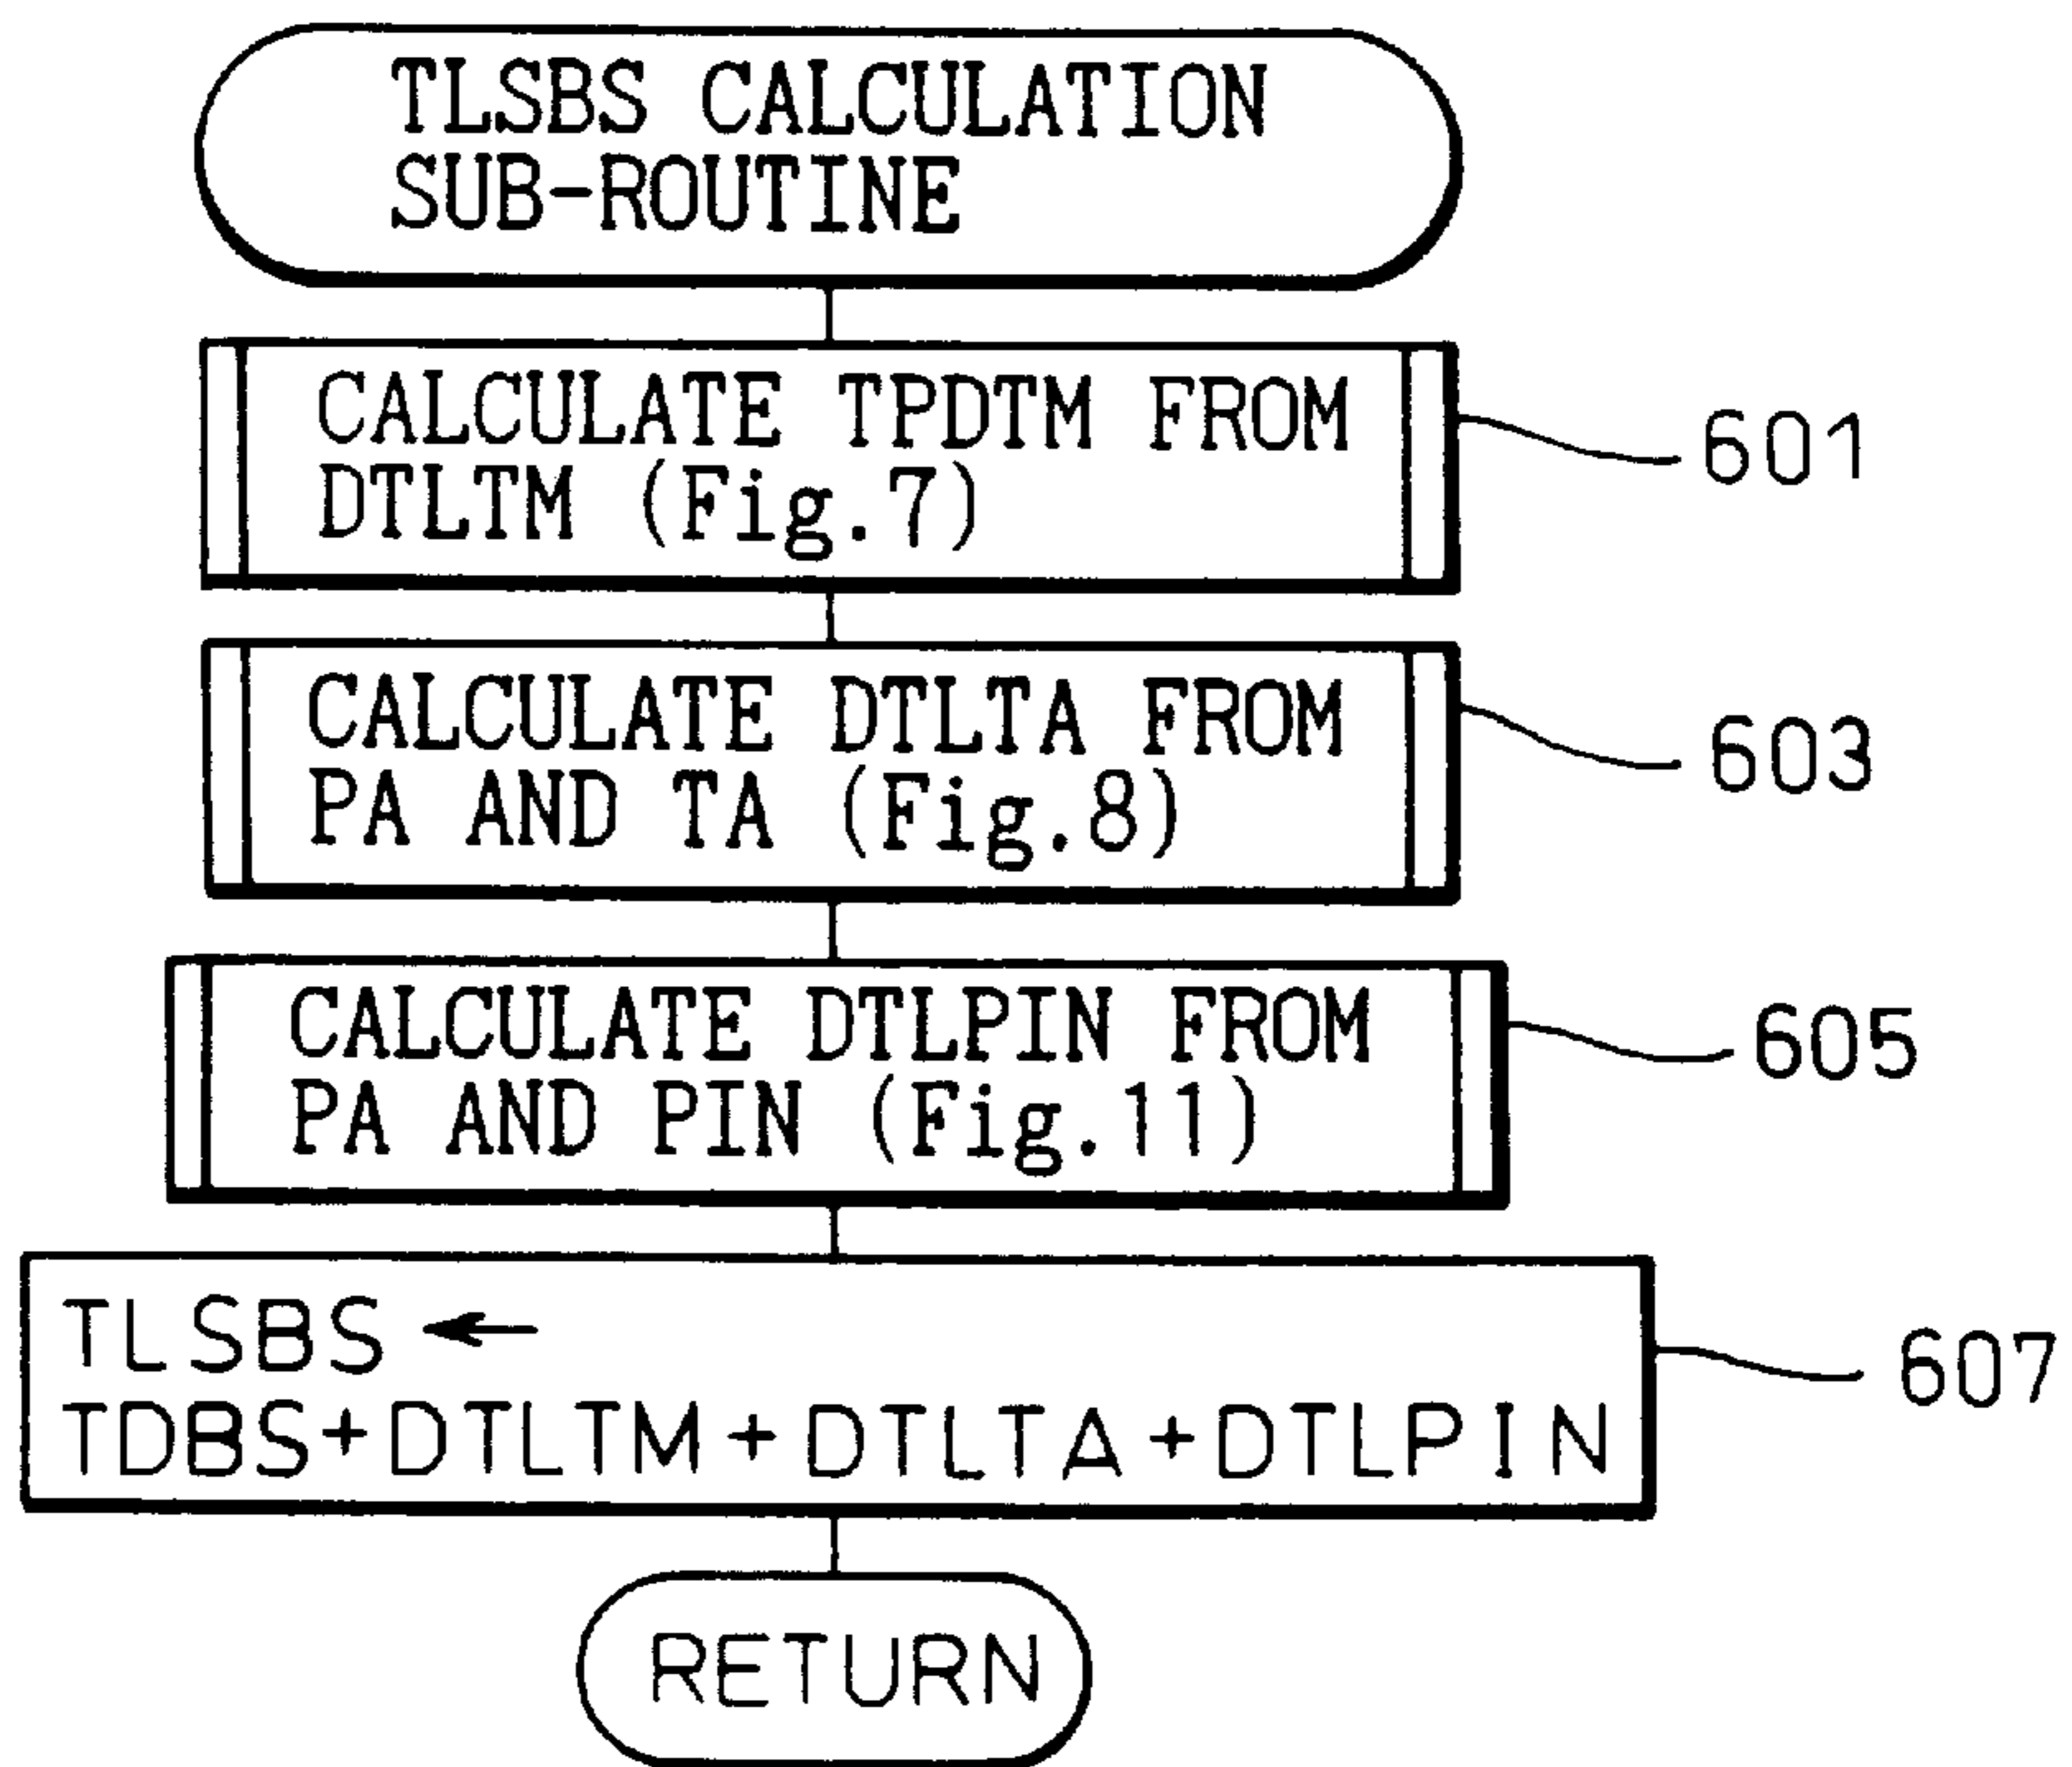 TLSBS CALCULATION
SUB-ROUTINE
CALCULATE TPDTM FROM
DTLTM (Fig.7)
601
CALCULATE DTLTA FROM
PA AND TA (Fig.8)
603
CALCULATE DTLPIN FROM
PA AND PIN (Fig.11)
605
TLSBS ←
TDBS+DTLTM+DTLTA+DTLPIN
607
RETURN